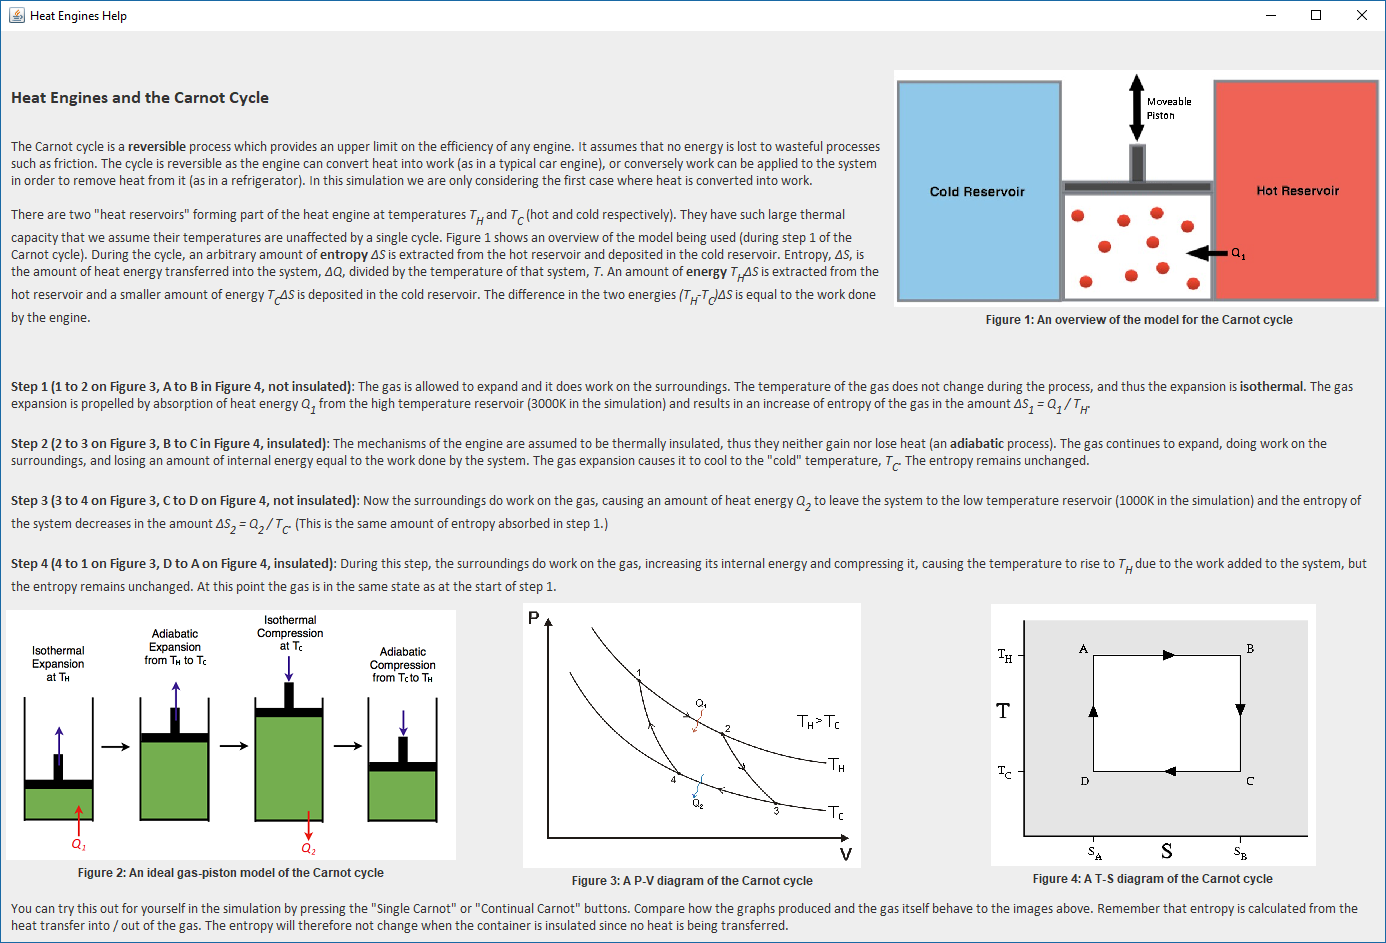 Heat Engines Help
Heat Engines and the Carnot Cycle
The Carnot cycle is a reversible process which provides an upper limit on the efficiency of any engine. It assumes that no energy is lost to wasteful processes
such as friction. The cycle is reversible as the engine can convert heat into work (as in a typical car engine), or conversely work can be applied to the system
in order to remove heat from it (as in a refrigerator). In this simulation we are only considering the first case where heat is converted into work.
There are two "heat reservoirs" forming part of the heat engine at temperatures T_H and T_C (hot and cold respectively). They have such large thermal
capacity that we assume their temperatures are unaffected by a single cycle. Figure 1 shows an overview of the model being used (during step 1 of the
Carnot cycle). During the cycle, an arbitrary amount of entropy ΔS is extracted from the hot reservoir and deposited in the cold reservoir. Entropy, ΔS, is
the amount of heat energy transferred into the system, ΔQ, divided by the temperature of that system, T. An amount of energy T_HΔS is extracted from the
hot reservoir and a smaller amount of energy T_CΔS is deposited in the cold reservoir. The difference in the two energies (T_H-T_C)ΔS is equal to the work done
by the engine.
Moveable
Piston
Cold Reservoir
Hot Reservoir
Q₁
Figure 1: An overview of the model for the Carnot cycle
Step 1 (1 to 2 on Figure 3, A to B in Figure 4, not insulated): The gas is allowed to expand and it does work on the surroundings. The temperature of the gas does not change during the process, and thus the expansion is isothermal. The gas
expansion is propelled by absorption of heat energy Q₁ from the high temperature reservoir (3000K in the simulation) and results in an increase of entropy of the gas in the amount ΔS₁ = Q₁ / T_H.
Step 2 (2 to 3 on Figure 3, B to C in Figure 4, insulated): The mechanisms of the engine are assumed to be thermally insulated, thus they neither gain nor lose heat (an adiabatic process). The gas continues to expand, doing work on the
surroundings, and losing an amount of internal energy equal to the work done by the system. The gas expansion causes it to cool to the "cold" temperature, T_C. The entropy remains unchanged.
Step 3 (3 to 4 on Figure 3, C to D on Figure 4, not insulated): Now the surroundings do work on the gas, causing an amount of heat energy Q₂ to leave the system to the low temperature reservoir (1000K in the simulation) and the entropy of
the system decreases in the amount ΔS₂ = Q₂ / T_C. (This is the same amount of entropy absorbed in step 1.)
Step 4 (4 to 1 on Figure 3, D to A on Figure 4, insulated): During this step, the surroundings do work on the gas, increasing its internal energy and compressing it, causing the temperature to rise to T_H due to the work added to the system, but
the entropy remains unchanged. At this point the gas is in the same state as at the start of step 1.
Isothermal
Expansion
at T_H
Q₁
Adiabatic
Expansion
from T_H to T_C
Isothermal
Compression
at T_C
Q₂
Adiabatic
Compression
from T_C to T_H
Figure 2: An ideal gas-piston model of the Carnot cycle
P
1
Q₁
2
T_H>T_C
T_H
4
Q₂
3
T_C
V
Figure 3: A P-V diagram of the Carnot cycle
T_H
A
B
T
T_C
D
C
S_A
S
S_B
Figure 4: A T-S diagram of the Carnot cycle
You can try this out for yourself in the simulation by pressing the "Single Carnot" or "Continual Carnot" buttons. Compare how the graphs produced and the gas itself behave to the images above. Remember that entropy is calculated from the
heat transfer into / out of the gas. The entropy will therefore not change when the container is insulated since no heat is being transferred.